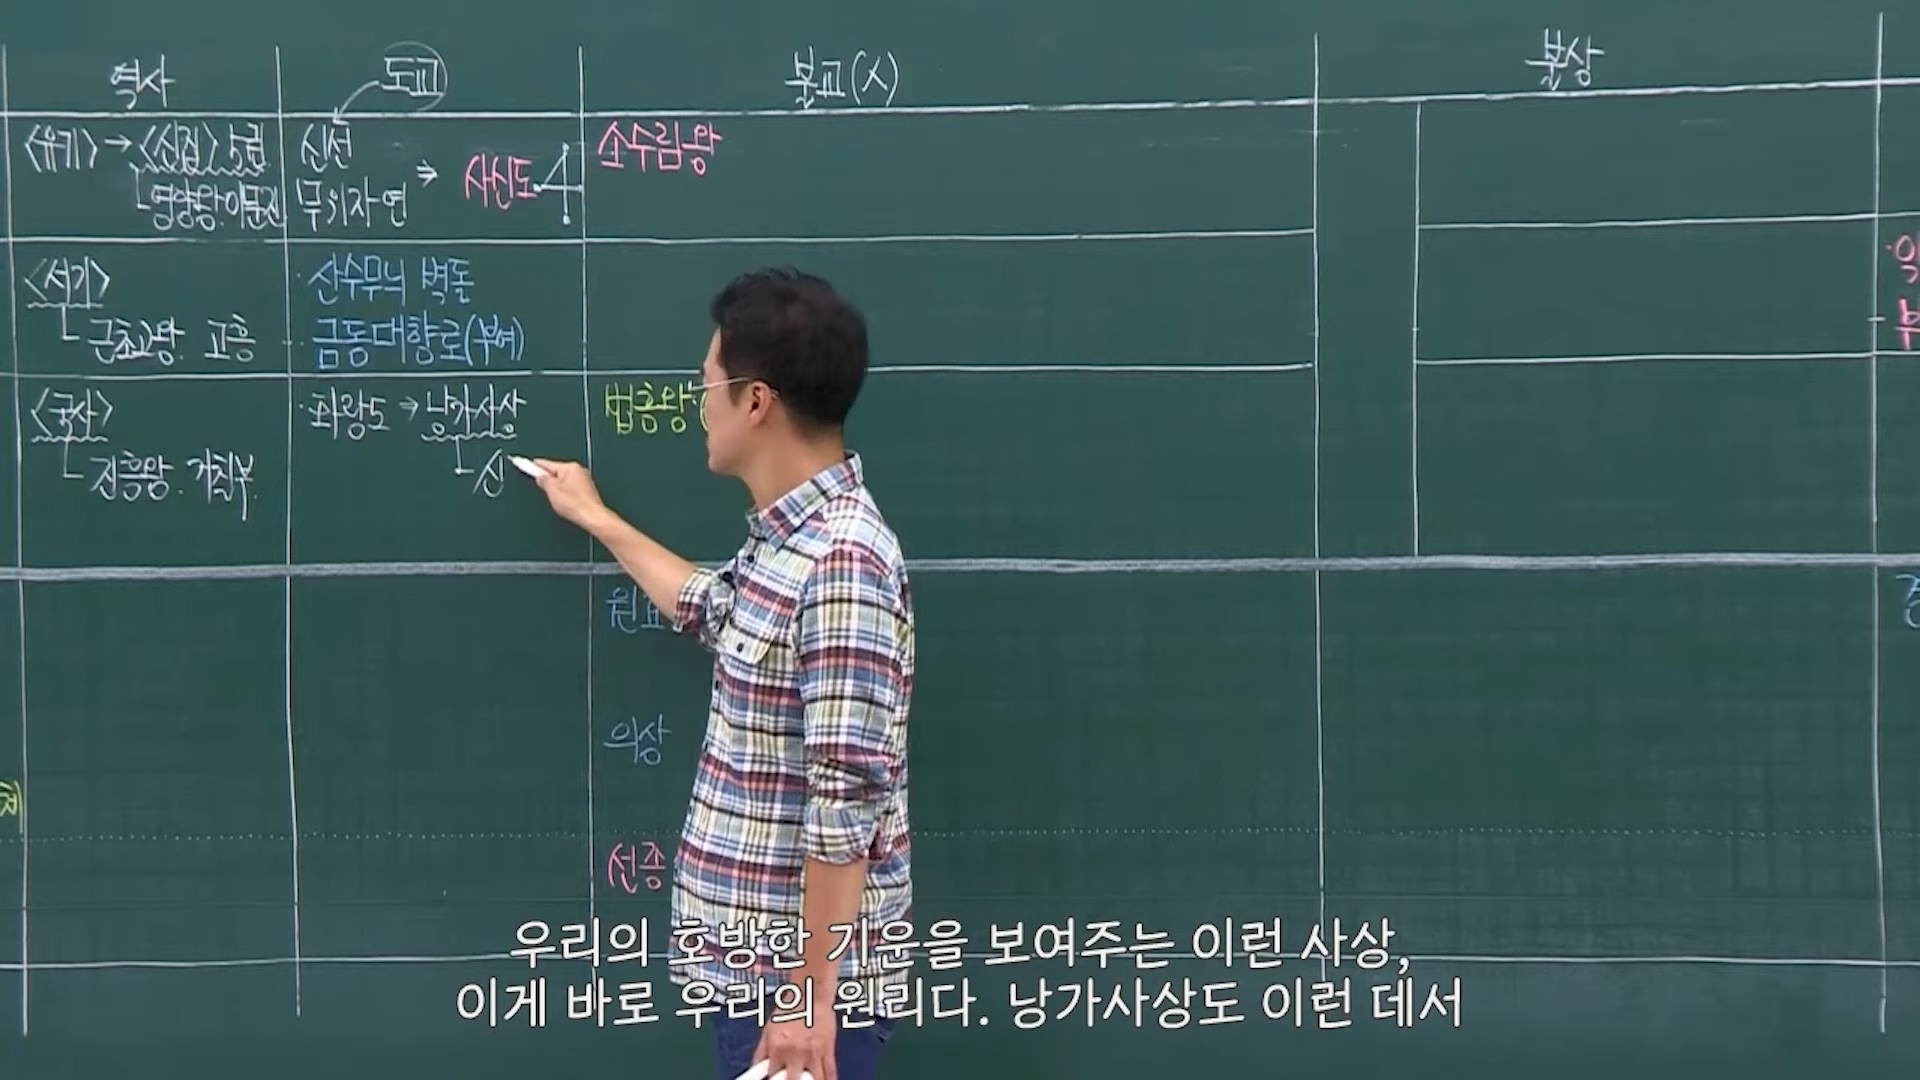 역사
도교
불교(人)
불상
<유기> → <신집> 5권
영양왕. 이문진
신선
무위자연
⇒ 사신도
소수림왕
<서기>
근초고왕. 고흥
· 산수무늬 벽돌
· 금동대향로(부여)
<국사>
진흥왕. 거칠부.
· 화랑도 → 낭가사상
신
법흥왕
의상
선종
우리의 호방한 기운을 보여주는 이런 사상,
이게 바로 우리의 원리다. 낭가사상도 이런 데서